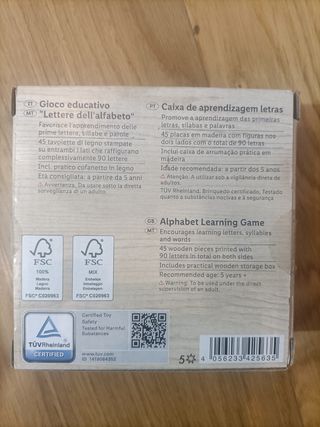 IT MT Gioco educativo
"Lettere dell'alfabeto"
Favorisce l'apprendimento delle
prime lettere, sillabe e parole
45 tavolette di legno stampate
su entrambi i lati che raffigurano
complessivamente 90 lettere
Incl. pratico cofanetto in legno
Età consigliata: a partire da 5 anni
⚠ Avvertenza. Da usare sotto la diretta
sorveglianza di un adulto.
PT Caixa de aprendizagem letras
Promove a aprendizagem das primeiras
letras, sílabas e palavras
45 placas em madeira com figuras nos
dois lados com o total de 90 letras
Inclui caixa de arrumação prática em
madeira
Idade recomendada: a partir dos 5 anos
⚠ Atenção. A utilizar sob a vigilância direta de
adultos.
TÜV Rheinland. Brinquedo certificado, testado
quanto a substâncias nocivas e à segurança
GB MT Alphabet Learning Game
Encourages learning letters, syllables
and words
45 wooden pieces printed with
90 letters in total on both sides
Includes practical wooden storage box
Recommended age: 5 years +
⚠ Warning: To be used under the direct
supervision of an adult.
FSC
100%
Madera
Legno
Madeira
FSC® C020963
FSC
MIX
Embalaje
Imballaggio
Embalagem
FSC® C020963
TÜVRheinland
CERTIFIED
Certified Toy
Safety
Tested for Harmful
Substances
www.tuv.com
ID 1419064352
5
4 056233 425635